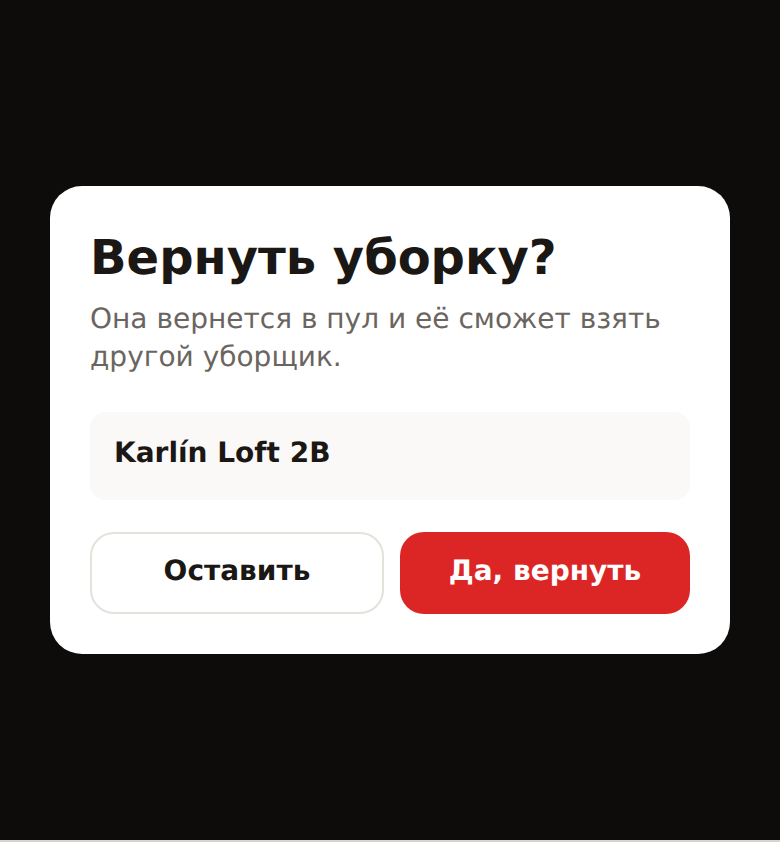 Вернуть уборку?
Она вернется в пул и её сможет взять
другой уборщик.
Karlín Loft 2B
Оставить
Да, вернуть